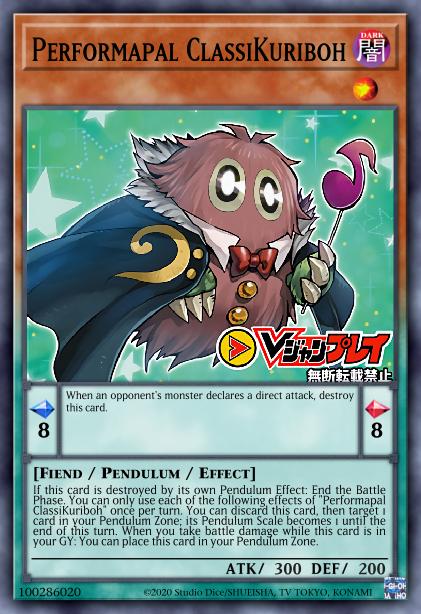 PERFORMAPAL CLASSIKURIBOH
DARK
闇
Vジャンプレイ
無断転載禁止
When an opponent's monster declares a direct attack, destroy
this card.
8
8
[FIEND / PENDULUM / EFFECT]
If this card is destroyed by its own Pendulum Effect: End the Battle
Phase. You can only use each of the following effects of "Performapal
ClassiKuriboh" once per turn. You can discard this card, then target 1
card in your Pendulum Zone; its Pendulum Scale becomes 1 until the
end of this turn. When you take battle damage while this card is in
your GY: You can place this card in your Pendulum Zone.
ATK/ 300 DEF/ 200
100286020
©2020 Studio Dice/SHUEISHA, TV TOKYO, KONAMI